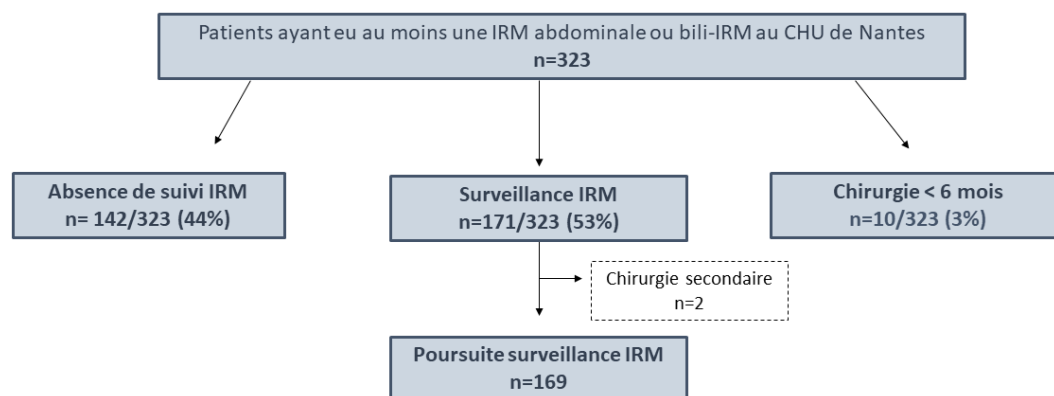 Patients ayant eu au moins une IRM abdominale ou bili-IRM au CHU de Nantes
n=323
Absence de suivi IRM
n= 142/323 (44%)
Surveillance IRM
n=171/323 (53%)
Chirurgie < 6 mois
n=10/323 (3%)
Chirurgie secondaire
n=2
Poursuite surveillance IRM
n=169